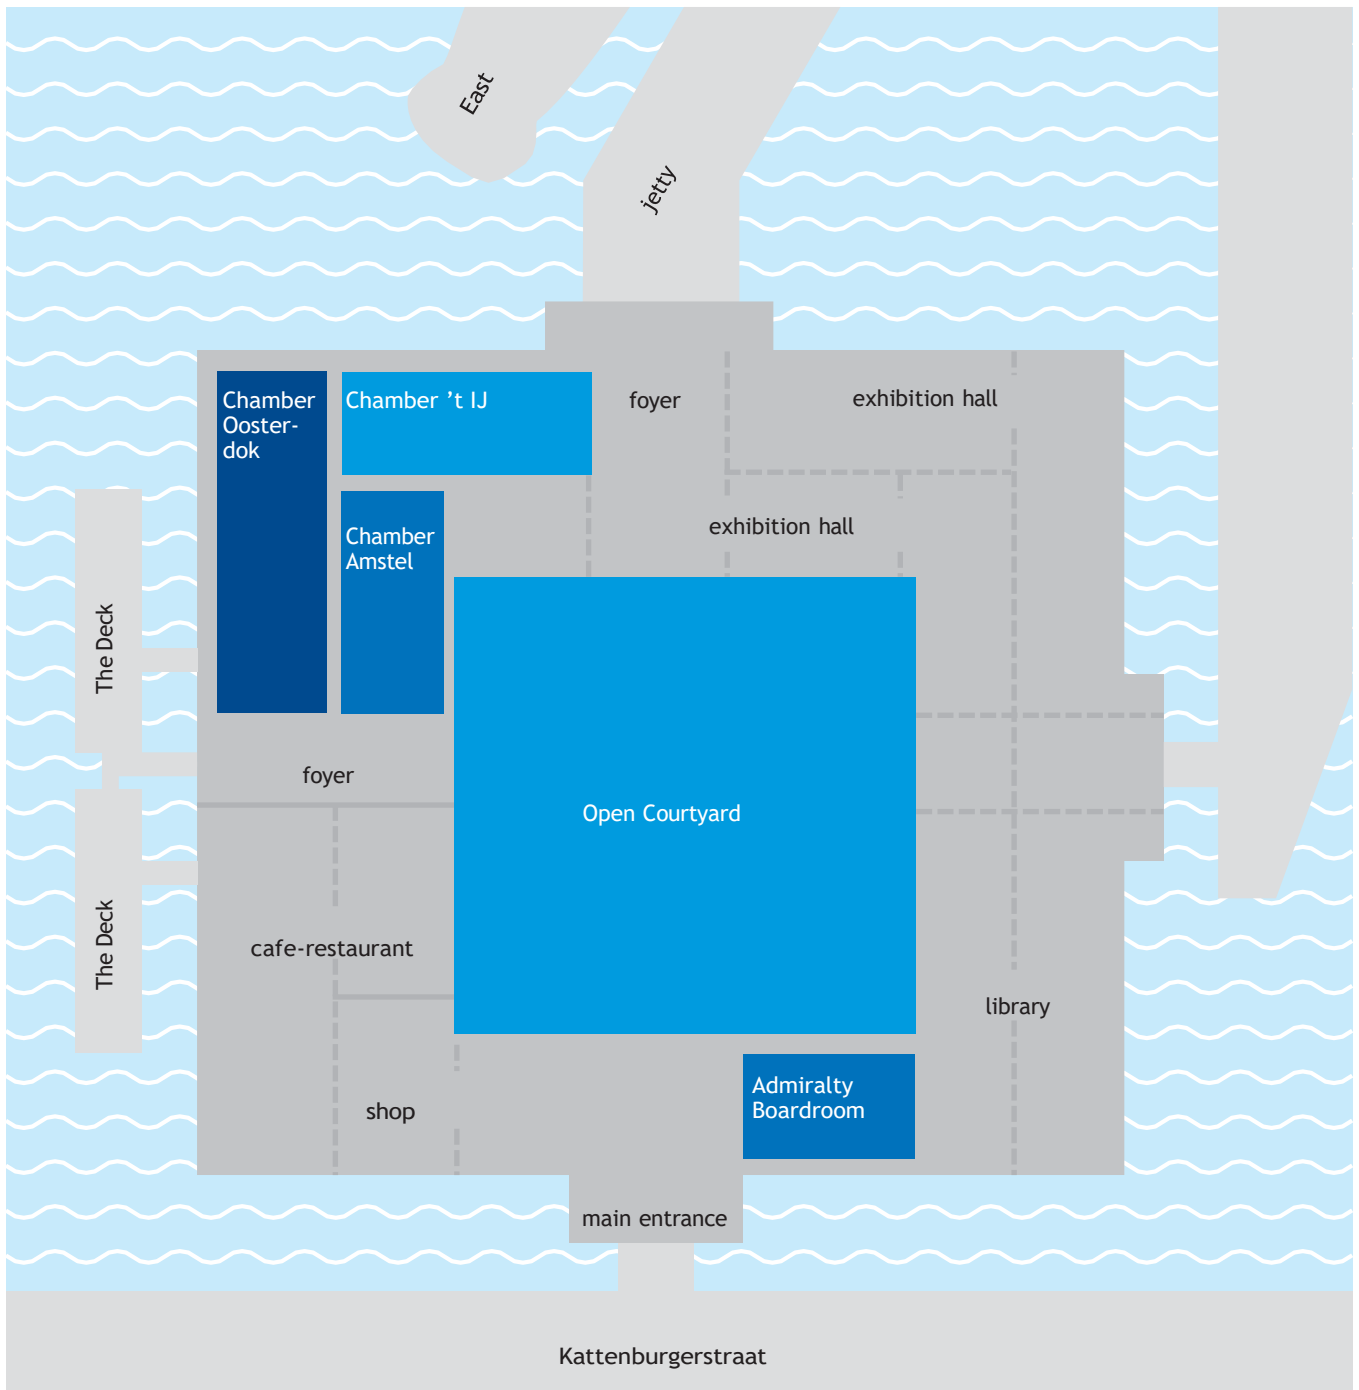 East
jetty
Chamber
Ooster-
dok
Chamber ’t IJ
foyer
exhibition hall
Chamber
Amstel
exhibition hall
The Deck
foyer
Open Courtyard
The Deck
cafe-restaurant
library
shop
Admiralty
Boardroom
main entrance
Kattenburgerstraat